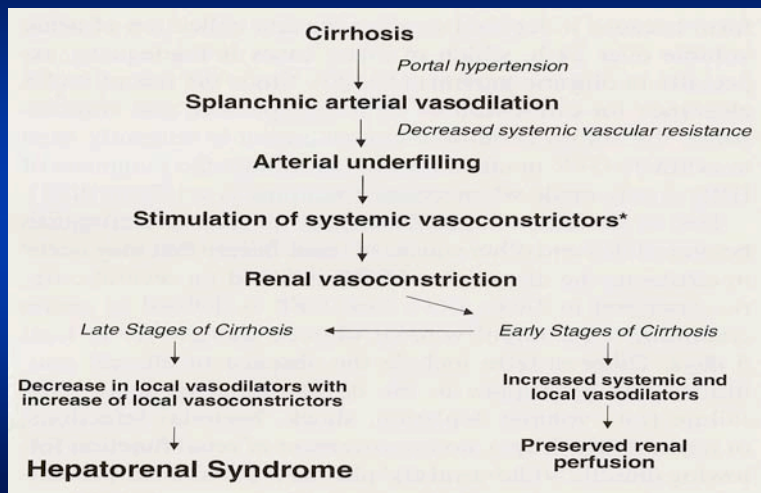 Cirrhosis
Portal hypertension
Splanchnic arterial vasodilation
Decreased systemic vascular resistance
Arterial underfilling
Stimulation of systemic vasoconstrictors*
Renal vasoconstriction
Late Stages of Cirrhosis
Early Stages of Cirrhosis
Decrease in local vasodilators with
increase of local vasoconstrictors
Increased systemic and
local vasodilators
Hepatorenal Syndrome
Preserved renal
perfusion